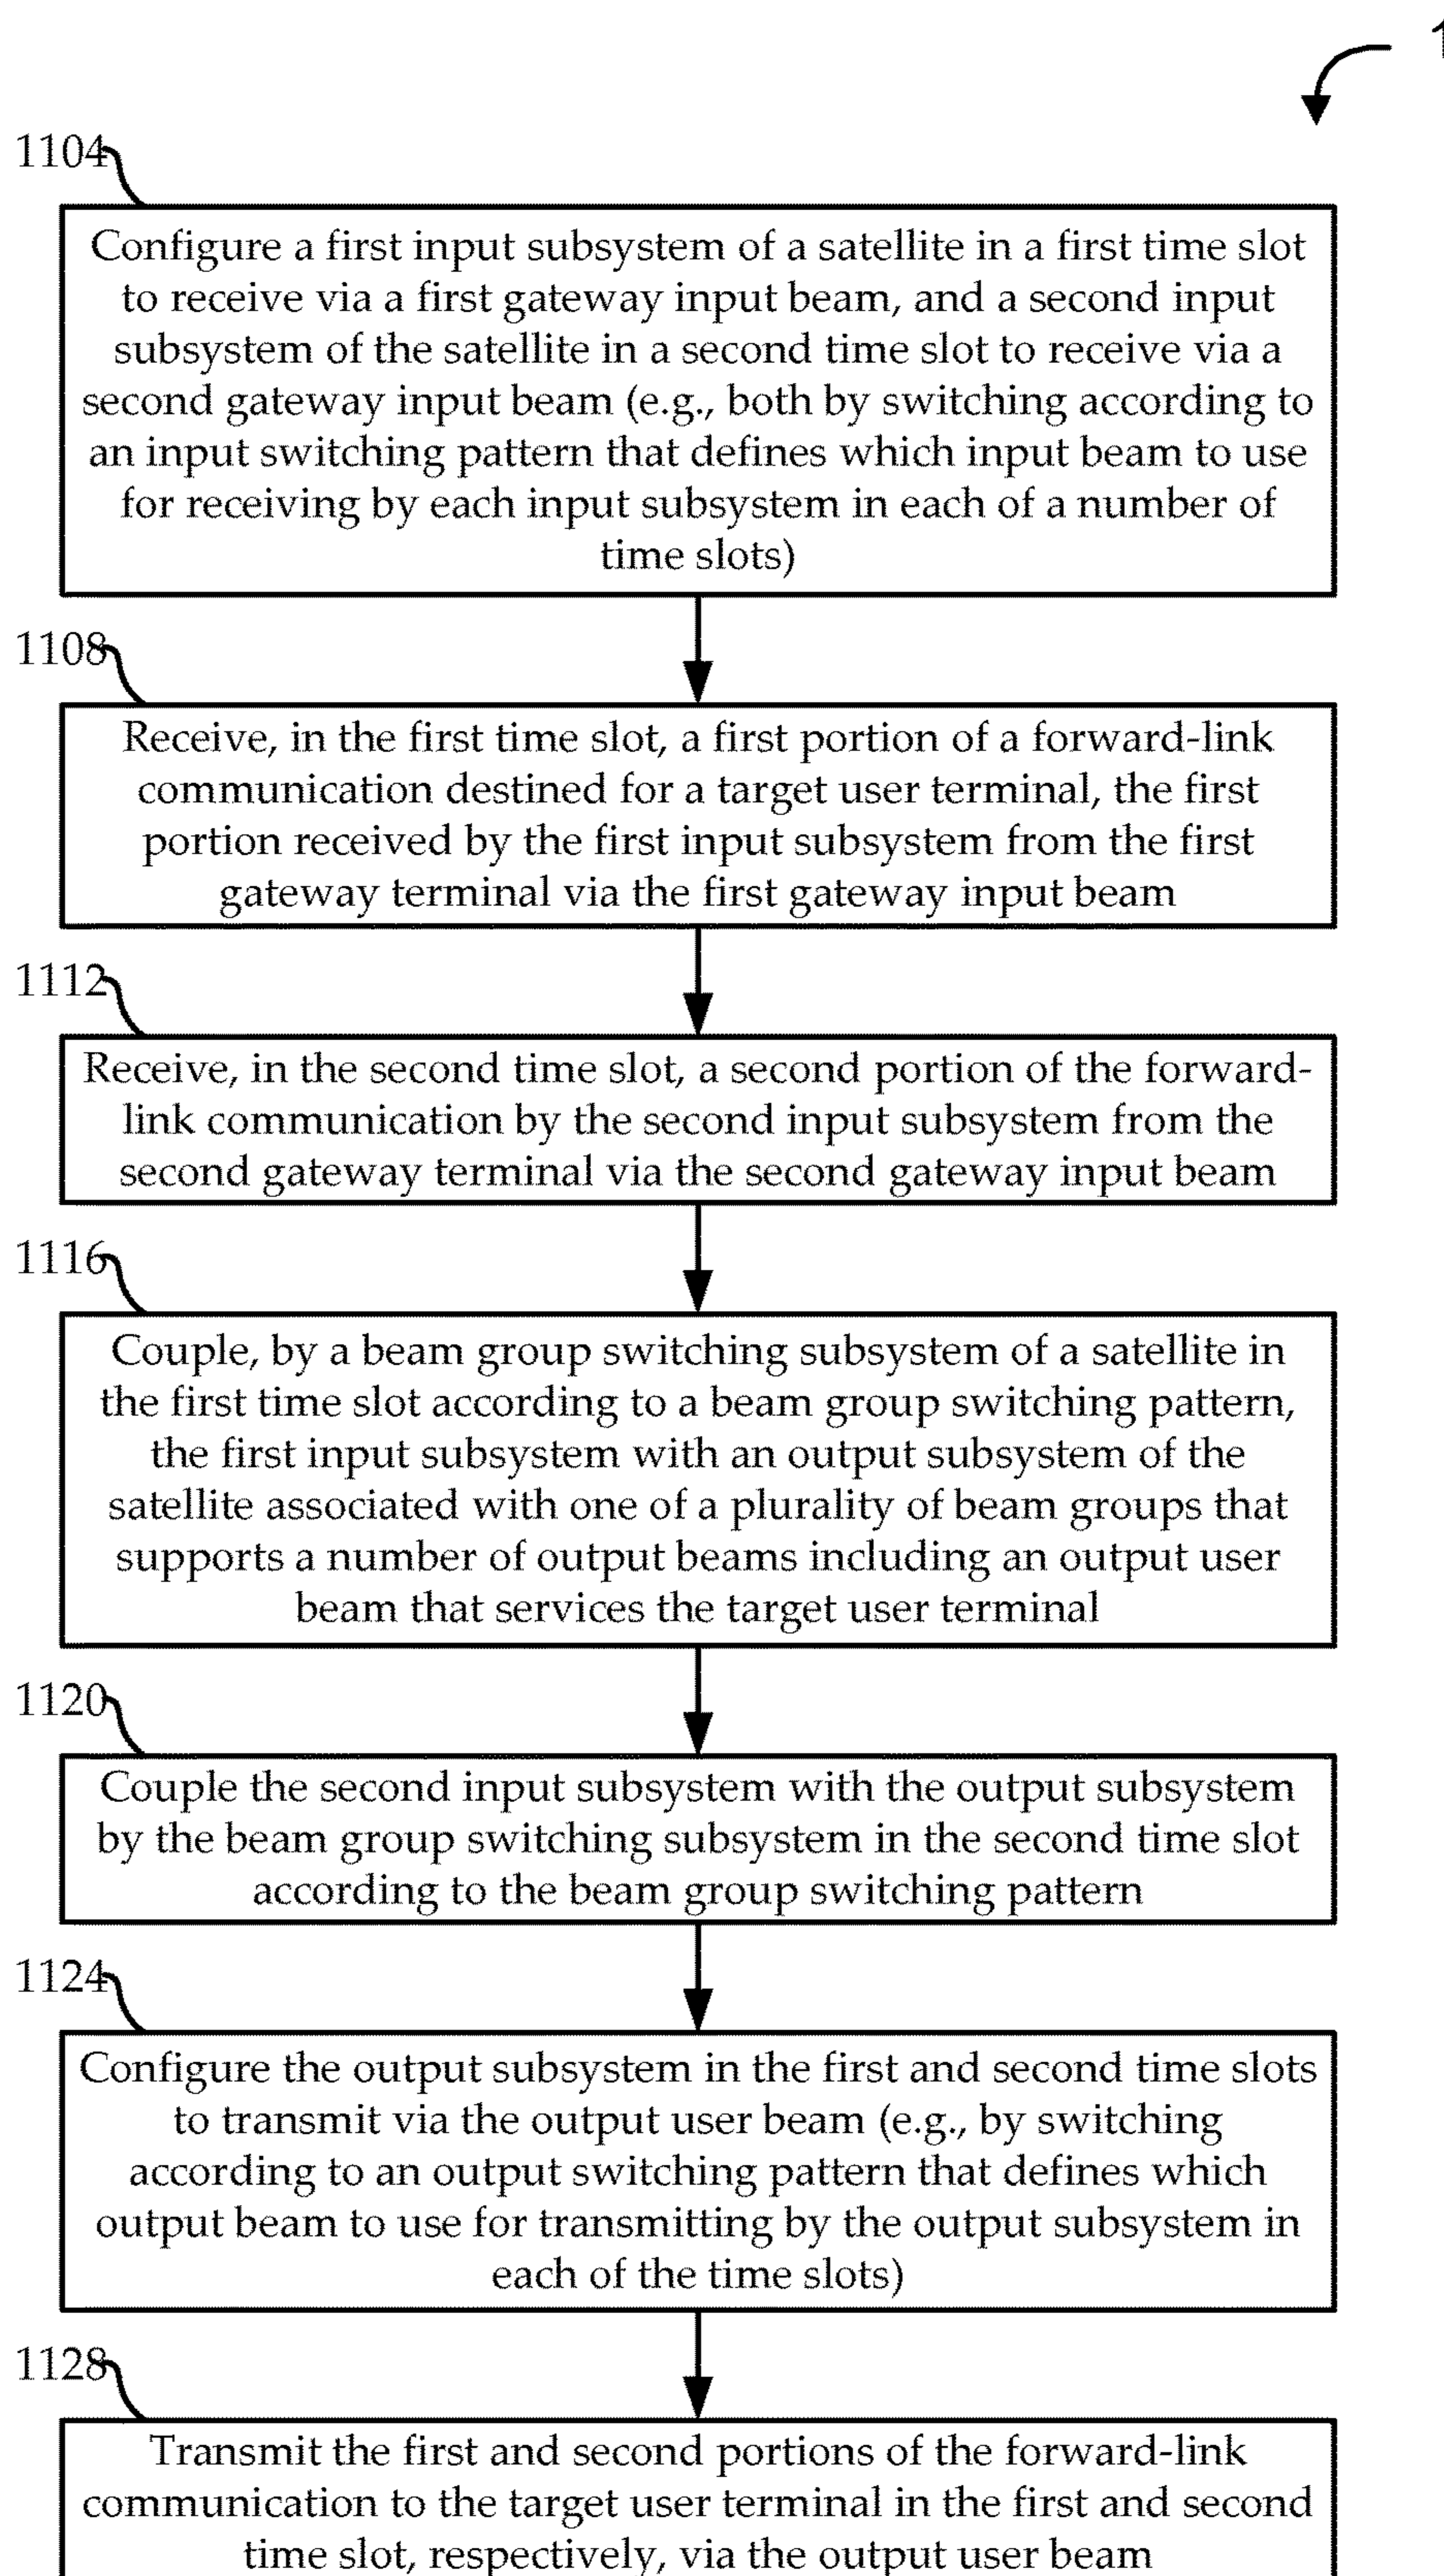 1
1104
Configure a first input subsystem of a satellite in a first time slot
to receive via a first gateway input beam, and a second input
subsystem of the satellite in a second time slot to receive via a
second gateway input beam (e.g., both by switching according to
an input switching pattern that defines which input beam to use
for receiving by each input subsystem in each of a number of
time slots)
1108
Receive, in the first time slot, a first portion of a forward-link
communication destined for a target user terminal, the first
portion received by the first input subsystem from the first
gateway terminal via the first gateway input beam
1112
Receive, in the second time slot, a second portion of the forward-
link communication by the second input subsystem from the
second gateway terminal via the second gateway input beam
1116
Couple, by a beam group switching subsystem of a satellite in
the first time slot according to a beam group switching pattern,
the first input subsystem with an output subsystem of the
satellite associated with one of a plurality of beam groups that
supports a number of output beams including an output user
beam that services the target user terminal
1120
Couple the second input subsystem with the output subsystem
by the beam group switching subsystem in the second time slot
according to the beam group switching pattern
1124
Configure the output subsystem in the first and second time slots
to transmit via the output user beam (e.g., by switching
according to an output switching pattern that defines which
output beam to use for transmitting by the output subsystem in
each of the time slots)
1128
Transmit the first and second portions of the forward-link
communication to the target user terminal in the first and second
time slot, respectively, via the output user beam